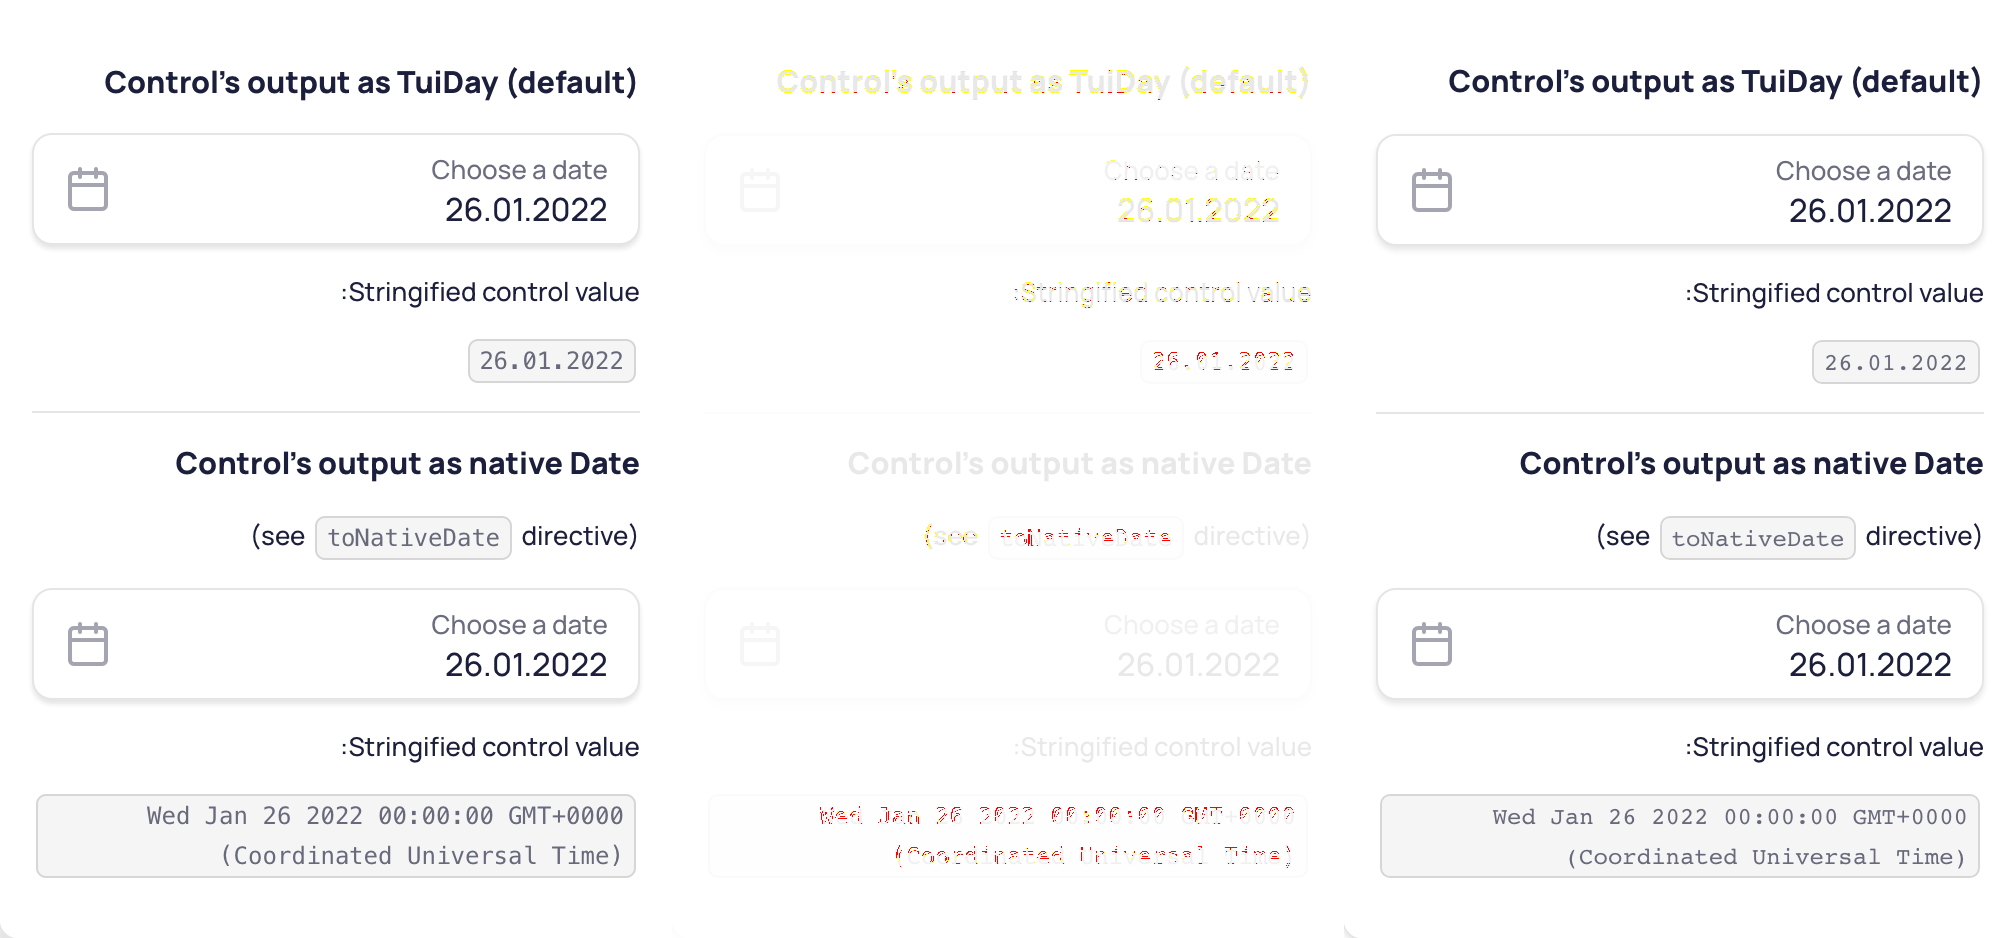 Control's output as TuiDay (default)
Choose a date
26.01.2022
:Stringified control value
26.01.2022
Control's output as native Date
(see toNativeDate directive)
Choose a date
26.01.2022
:Stringified control value
Wed Jan 26 2022 00:00:00 GMT+0000
(Coordinated Universal Time)
Control's output as TuiDay (default)
Choose a date
26.01.2022
:Stringified control value
26.01.2022
Control's output as native Date
(see toNativeDate directive)
Choose a date
26.01.2022
:Stringified control value
Wed Jan 26 2022 00:00:00 GMT+0000
(Coordinated Universal Time)
Control's output as TuiDay (default)
Choose a date
26.01.2022
:Stringified control value
26.01.2022
Control's output as native Date
(see toNativeDate directive)
Choose a date
26.01.2022
:Stringified control value
Wed Jan 26 2022 00:00:00 GMT+0000
(Coordinated Universal Time)